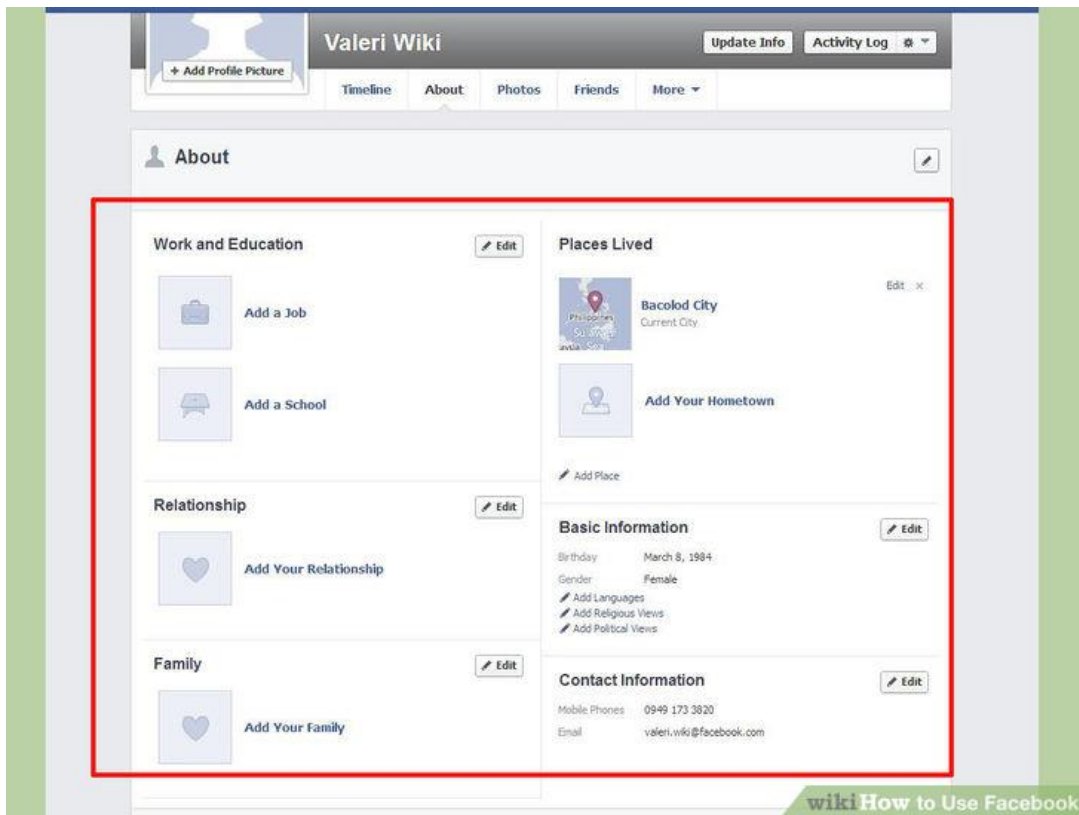 Valeri Wiki
Update Info
Activity Log
+ Add Profile Picture
Timeline
About
Photos
Friends
More
About
Work and Education
Edit
Add a Job
Add a School
Relationship
Edit
Add Your Relationship
Family
Edit
Add Your Family
Places Lived
Philippines
Bacolod City
Edit ×
Current City
Add Your Hometown
Add Place
Basic Information
Edit
Birthday March 8, 1984
Gender Female
Add Languages
Add Religious Views
Add Political Views
Contact Information
Edit
Mobile Phones 0949 173 3820
Email valeri.wiki@facebook.com
wikiHow to Use Facebook